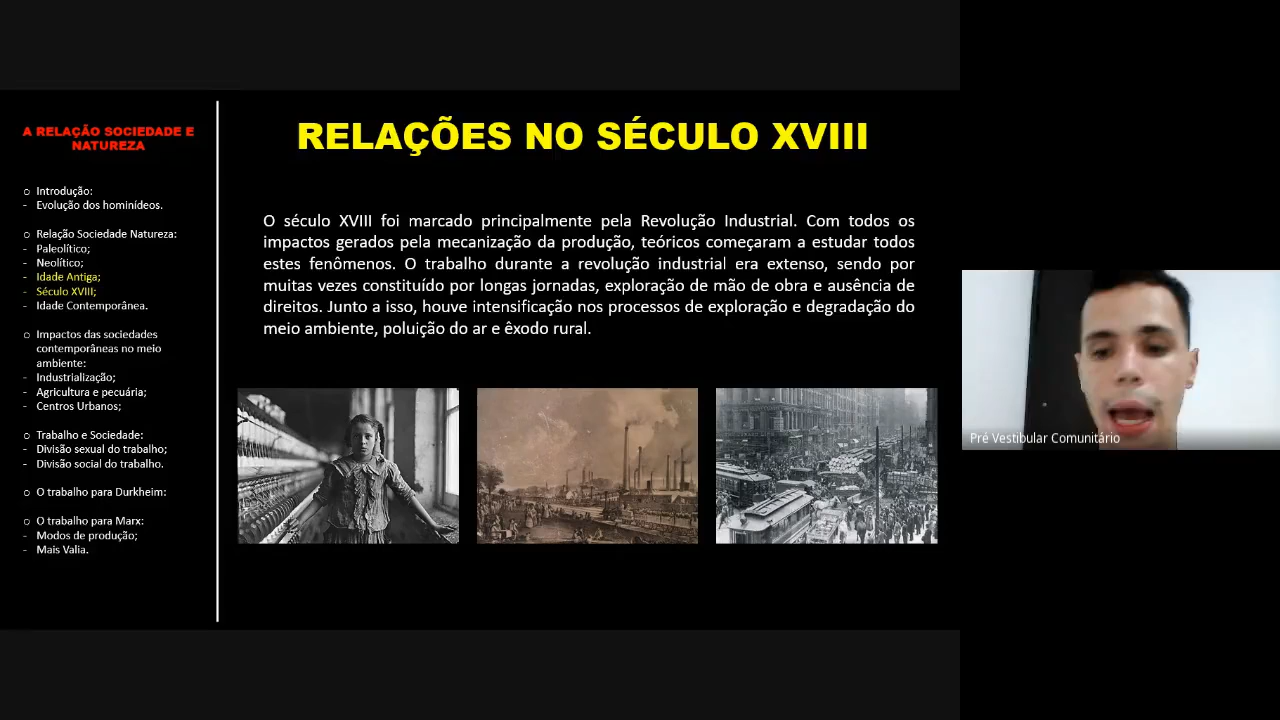 A RELAÇÃO SOCIEDADE E
NATUREZA
o Introdução:
- Evolução dos hominídeos.
o Relação Sociedade Natureza:
- Paleolítico;
- Neolítico;
- Idade Antiga;
- Século XVIII;
- Idade Contemporânea.
o Impactos das sociedades
contemporâneas no meio
ambiente:
- Industrialização;
- Agricultura e pecuária;
- Centros Urbanos;
o Trabalho e Sociedade:
- Divisão sexual do trabalho;
- Divisão social do trabalho.
o O trabalho para Durkheim:
o O trabalho para Marx:
- Modos de produção;
- Mais Valia.
RELAÇÕES NO SÉCULO XVIII
O século XVIII foi marcado principalmente pela Revolução Industrial. Com todos os
impactos gerados pela mecanização da produção, teóricos começaram a estudar todos
estes fenômenos. O trabalho durante a revolução industrial era extenso, sendo por
muitas vezes constituído por longas jornadas, exploração de mão de obra e ausência de
direitos. Junto a isso, houve intensificação nos processos de exploração e degradação do
meio ambiente, poluição do ar e êxodo rural.
Pré Vestibular Comunitário